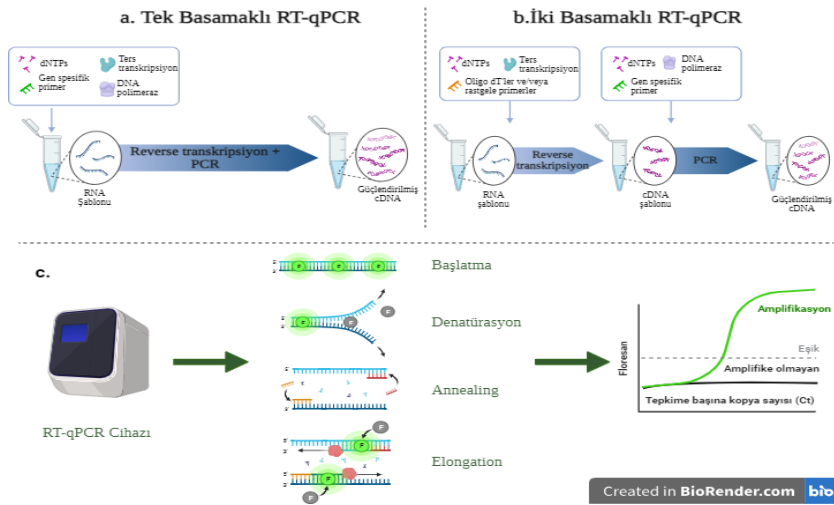 a. Tek Basamaklı RT-qPCR
dNTPs
Ters
transkripsiyon
Gen spesifik
primer
DNA
polimeraz
Reverse transkripsiyon +
PCR
RNA
Şablonu
Güçlendirilmiş
cDNA
b.İki Basamaklı RT-qPCR
dNTPs
Ters
transkripsiyon
Oligo dT'ler ve/veya
rastgele primerler
dNTPs
DNA
polimeraz
Gen spesifik
primer
Reverse
transkripsiyon
PCR
RNA
şablonu
cDNA
şablonu
Güçlendirilmiş
cDNA
c.
RT-qPCR Cihazı
Başlatma
Denatürasyon
Annealing
Elongation
Floresan
Amplifikasyon
Eşik
Amplifike olmayan
Tepkime başına kopya sayısı (Ct)
Created in BioRender.com bio